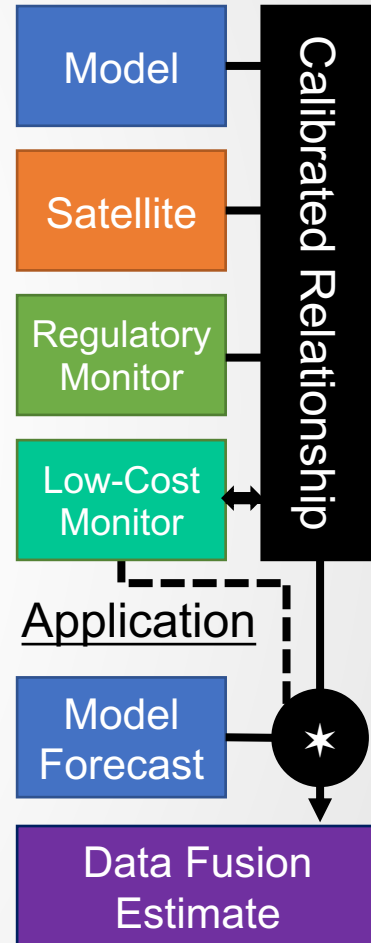 Model
Calibrated Relationship
Satellite
Regulatory
Monitor
Low-Cost
Monitor
Application
Model
Forecast
Data Fusion
Estimate